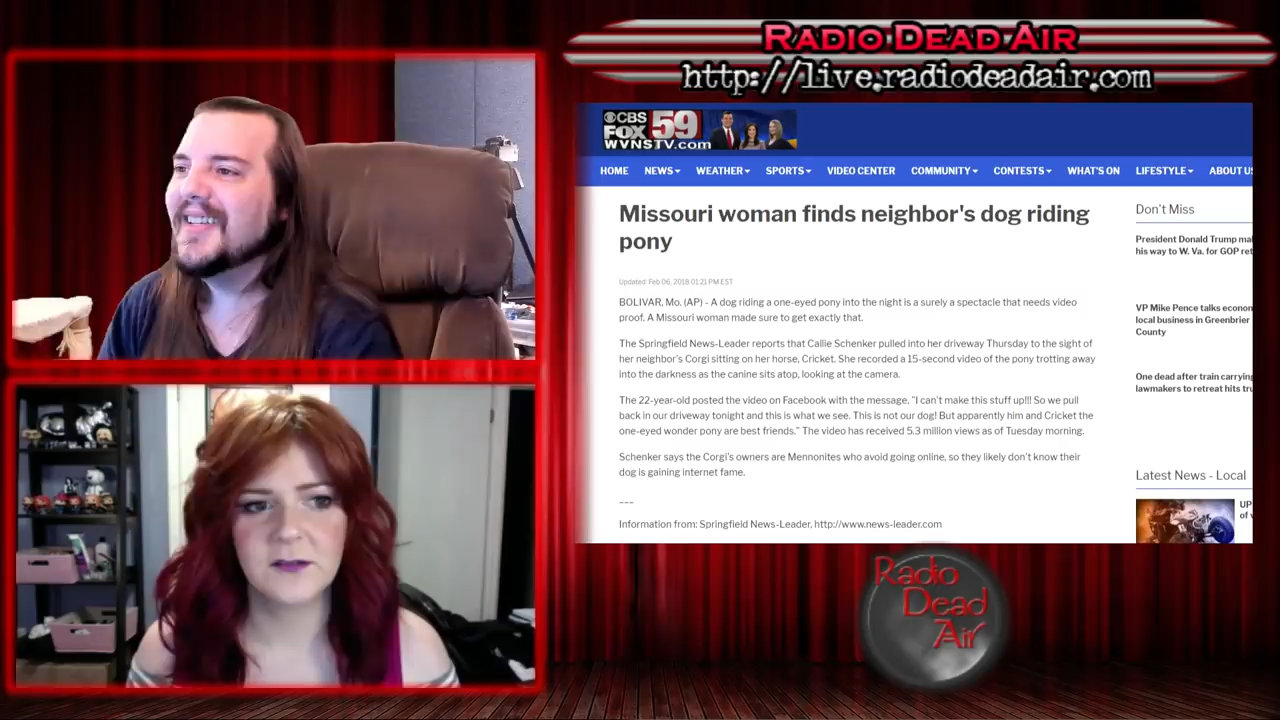 Radio Dead Air
http://live.radiodeadair.com
CBS
FOX 59
WVNSTV.com
HOME NEWS WEATHER SPORTS VIDEO CENTER COMMUNITY CONTESTS WHAT'S ON LIFESTYLE ABOUT US
Missouri woman finds neighbor's dog riding
pony
Updated: Feb 06, 2018 01:21 PM EST
BOLIVAR, Mo. (AP) - A dog riding a one-eyed pony into the night is a surely a spectacle that needs video
proof. A Missouri woman made sure to get exactly that.
The Springfield News-Leader reports that Callie Schenker pulled into her driveway Thursday to the sight of
her neighbor's Corgi sitting on her horse, Cricket. She recorded a 15-second video of the pony trotting away
into the darkness as the canine sits atop, looking at the camera.
The 22-year-old posted the video on Facebook with the message, "I can't make this stuff up!!! So we pull
back in our driveway tonight and this is what we see. This is not our dog! But apparently him and Cricket the
one-eyed wonder pony are best friends." The video has received 5.3 million views as of Tuesday morning.
Schenker says the Corgi's owners are Mennonites who avoid going online, so they likely don't know their
dog is gaining internet fame.
---
Information from: Springfield News-Leader, http://www.news-leader.com
Don't Miss
President Donald Trump
his way to W. Va. for GOP
VP Mike Pence talks
local business in Greenbrier
County
One dead after train carrying
lawmakers to retreat hits
Latest News - Local
UP
of
Radio
Dead
Air